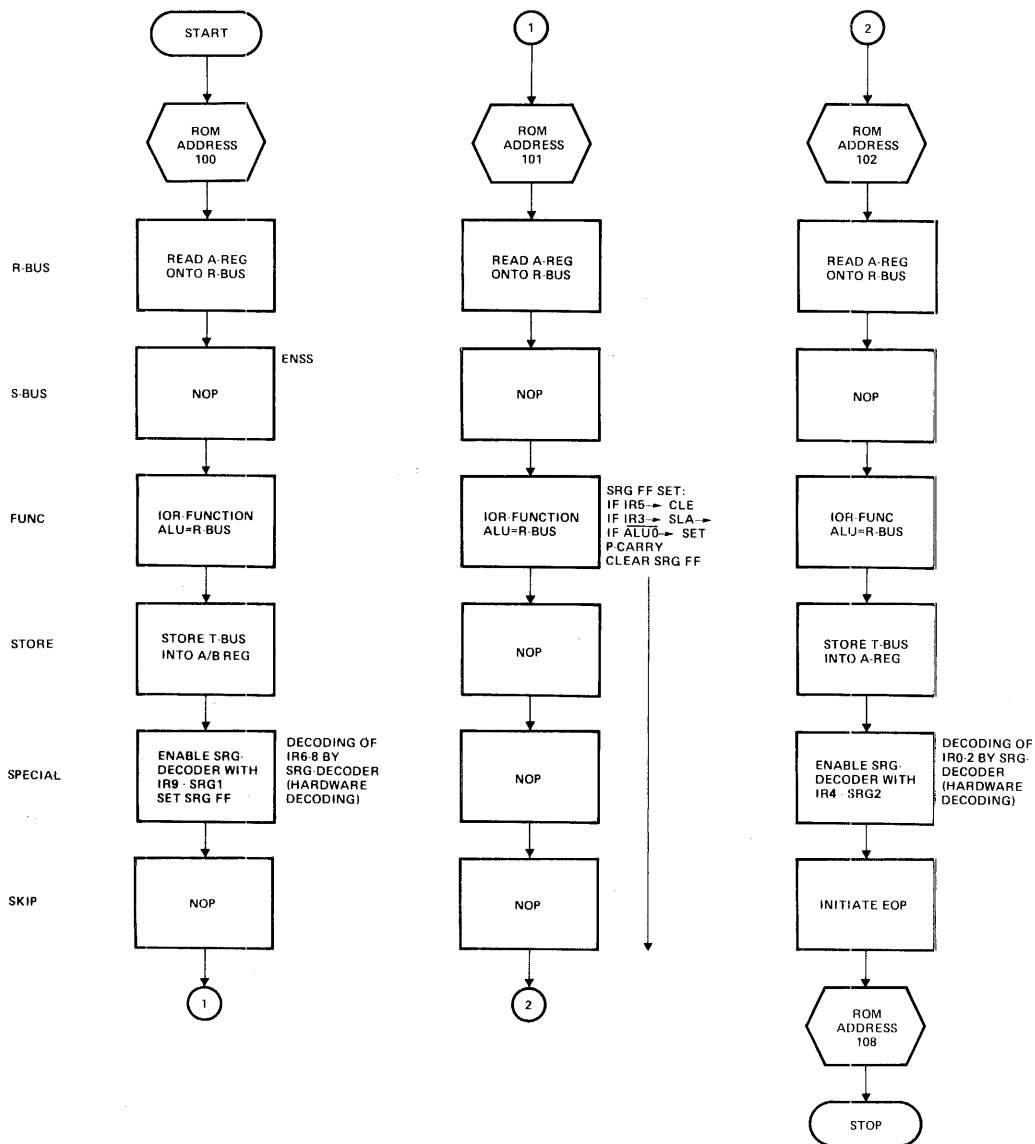 START
ROM
ADDRESS
100
R-BUS
READ A-REG
ONTO R-BUS
ENSS
S-BUS
NOP
FUNC
IOR-FUNCTION
ALU=R-BUS
STORE
STORE T-BUS
INTO A/B REG
SPECIAL
ENABLE SRG-
DECODER WITH
IR9 - SRG1
SET SRG FF
DECODING OF
IR6-8 BY
SRG-DECODER
(HARDWARE
DECODING)
SKIP
NOP
1
1
ROM
ADDRESS
101
READ A-REG
ONTO R-BUS
NOP
IOR-FUNCTION
ALU=R-BUS
SRG FF SET:
IF IR5→ CLE
IF IR3→ SLA→
IF A̅L̅U̅0̅→ SET
P-CARRY
CLEAR SRG FF
NOP
NOP
NOP
2
2
ROM
ADDRESS
102
READ A-REG
ONTO R-BUS
NOP
IOR-FUNC
ALU=R-BUS
STORE T-BUS
INTO A-REG
ENABLE SRG-
DECODER WITH
IR4 - SRG2
DECODING OF
IR0-2 BY SRG-
DECODER
(HARDWARE
DECODING)
INITIATE EOP
ROM
ADDRESS
108
STOP